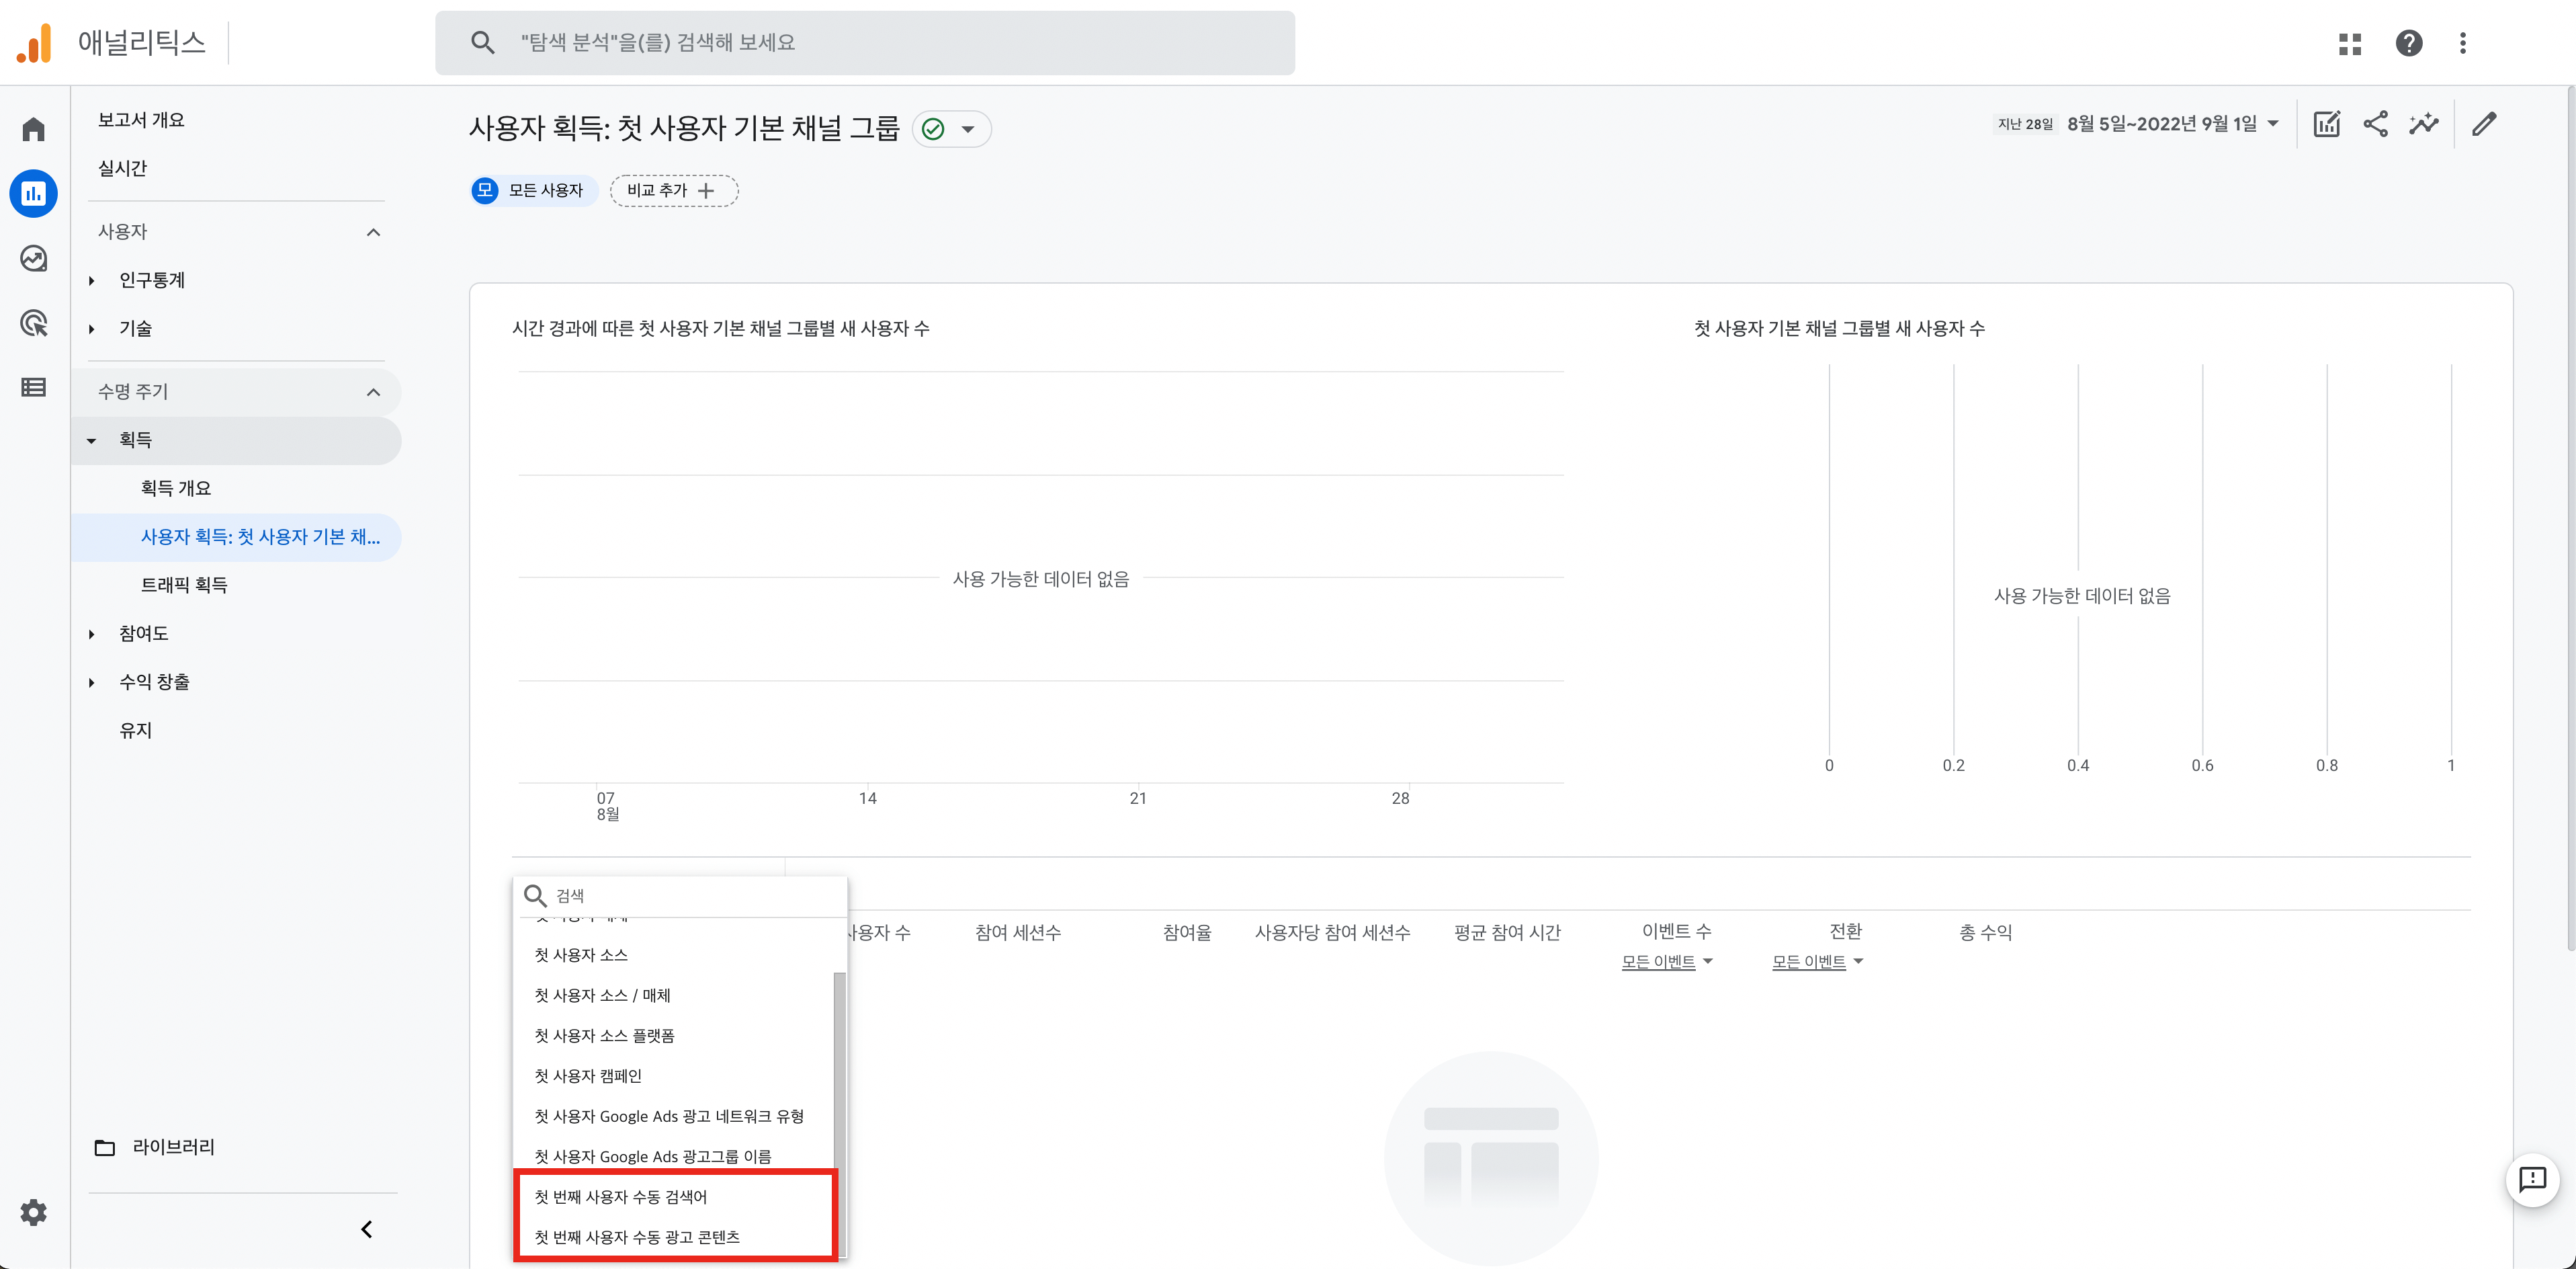 애널리틱스
"탐색 분석"을(를) 검색해 보세요
보고서 개요
실시간
사용자
인구통계
기술
수명 주기
획득
획득 개요
사용자 획득: 첫 사용자 기본 채...
트래픽 획득
참여도
수익 창출
유지
라이브러리
사용자 획득: 첫 사용자 기본 채널 그룹
지난 28일 8월 5일~2022년 9월 1일
모 모든 사용자
비교 추가
시간 경과에 따른 첫 사용자 기본 채널 그룹별 새 사용자 수
사용 가능한 데이터 없음
07 14 21 28
8월
첫 사용자 기본 채널 그룹별 새 사용자 수
사용 가능한 데이터 없음
0 0.2 0.4 0.6 0.8 1
검색
첫 사용자 소스
첫 사용자 소스 / 매체
첫 사용자 소스 플랫폼
첫 사용자 캠페인
첫 사용자 Google Ads 광고 네트워크 유형
첫 사용자 Google Ads 광고그룹 이름
첫 번째 사용자 수동 검색어
첫 번째 사용자 수동 광고 콘텐츠
사용자 수 참여 세션수 참여율 사용자당 참여 세션수 평균 참여 시간 이벤트 수 전환 총 수익
모든 이벤트 모든 이벤트